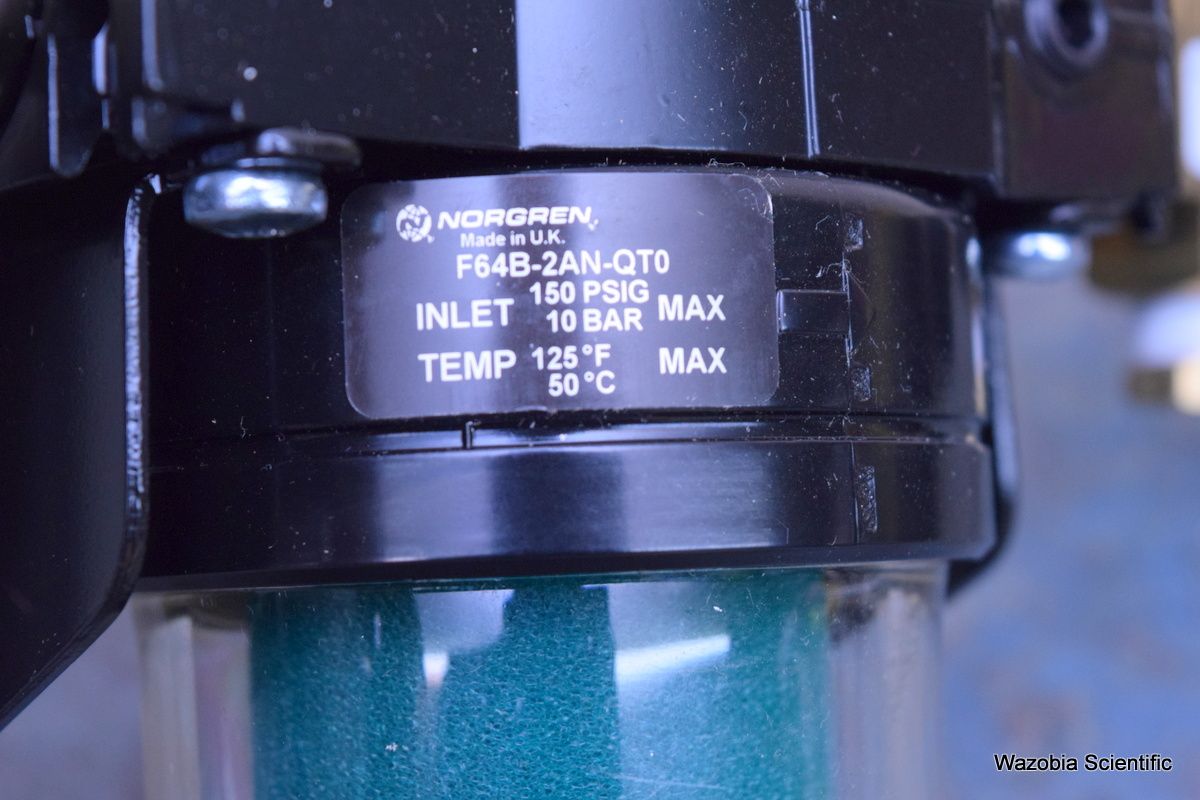 NORGREN
Made in U.K.
F64B-2AN-QT0
INLET 150 PSIG MAX
10 BAR
TEMP 125 °F MAX
50 °C
Wazobia Scientific